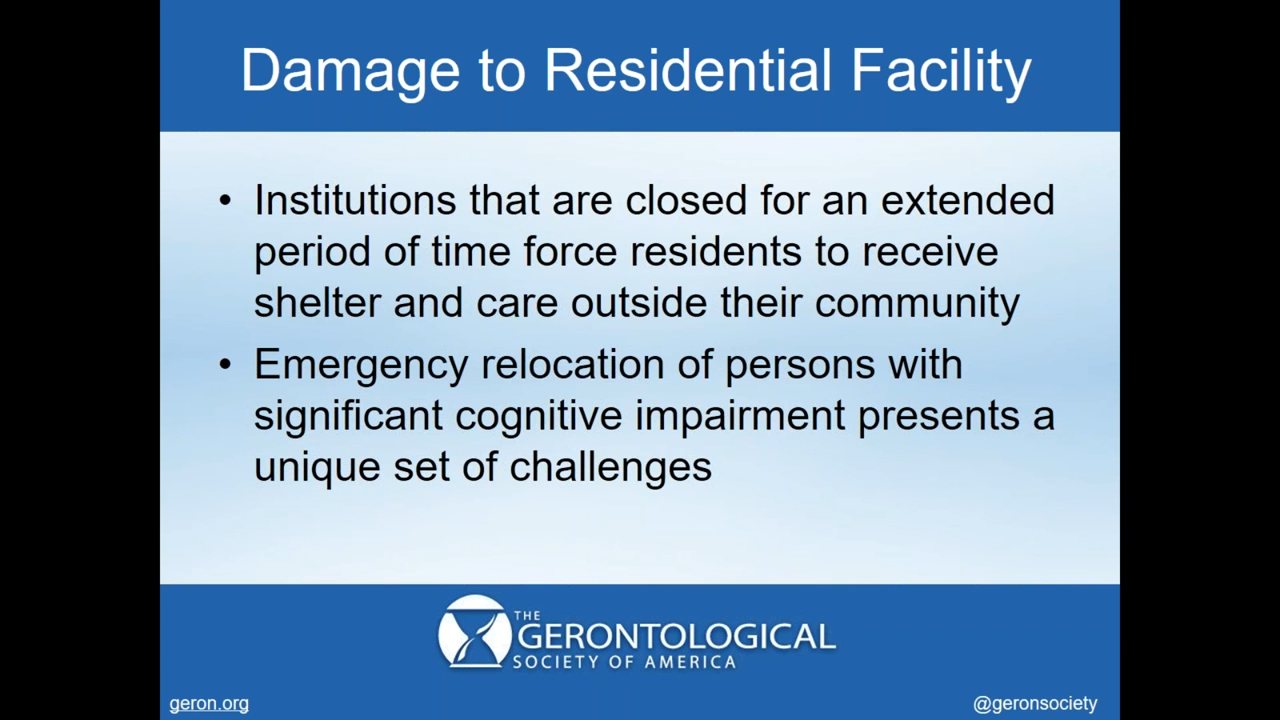 Damage to Residential Facility
• Institutions that are closed for an extended
period of time force residents to receive
shelter and care outside their community
• Emergency relocation of persons with
significant cognitive impairment presents a
unique set of challenges
THE
GERONTOLOGICAL
SOCIETY OF AMERICA
geron.org
@geronsociety